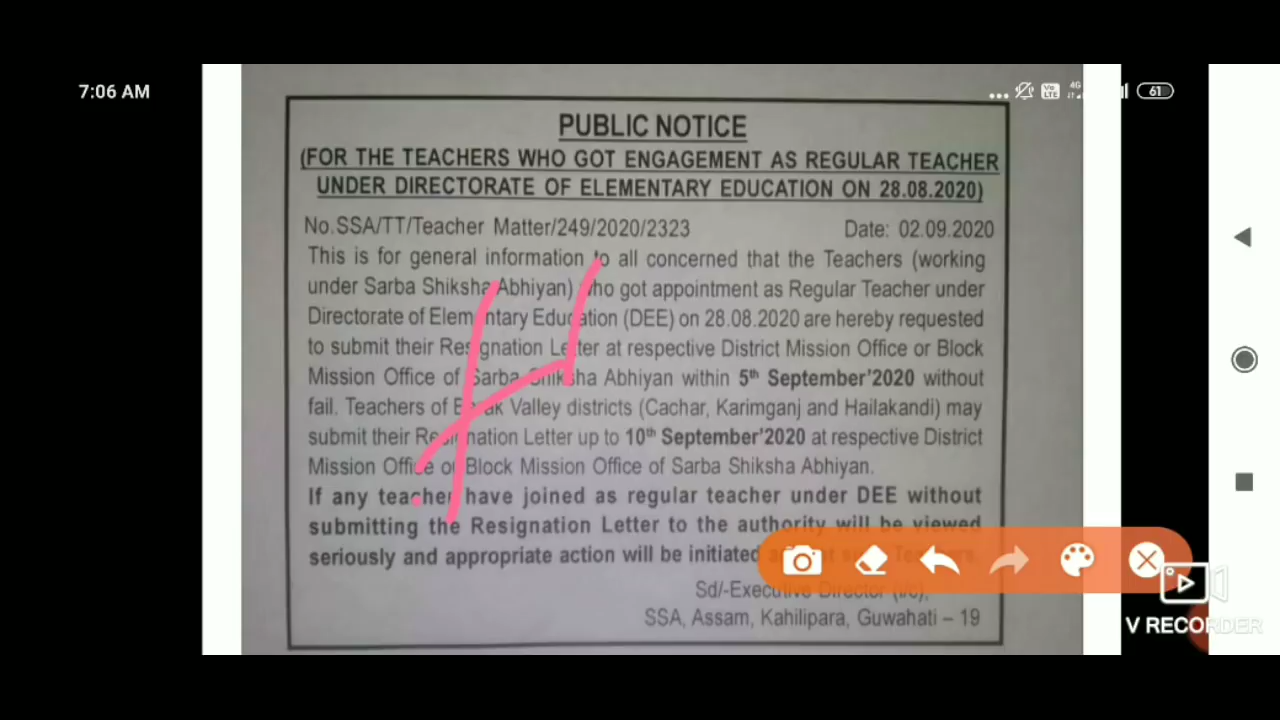 7:06 AM
4G
Vo LTE
61
PUBLIC NOTICE
(FOR THE TEACHERS WHO GOT ENGAGEMENT AS REGULAR TEACHER
UNDER DIRECTORATE OF ELEMENTARY EDUCATION ON 28.08.2020)
No.SSA/TT/Teacher Matter/249/2020/2323 Date: 02.09.2020
This is for general information to all concerned that the Teachers (working
under Sarba Shiksha Abhiyan) who got appointment as Regular Teacher under
Directorate of Elementary Education (DEE) on 28.08.2020 are hereby requested
to submit their Resignation Letter at respective District Mission Office or Block
Mission Office of Sarba Shiksha Abhiyan within 5th September'2020 without
fail. Teachers of Barak Valley districts (Cachar, Karimganj and Hailakandi) may
submit their Resignation Letter up to 10th September'2020 at respective District
Mission Office or Block Mission Office of Sarba Shiksha Abhiyan.
If any teacher have joined as regular teacher under DEE without
submitting the Resignation Letter to the authority will be viewed
seriously and appropriate action will be initiated Teachers.
Sd/-Executive Director (i/c),
SSA, Assam, Kahilipara, Guwahati – 19
V RECORDER